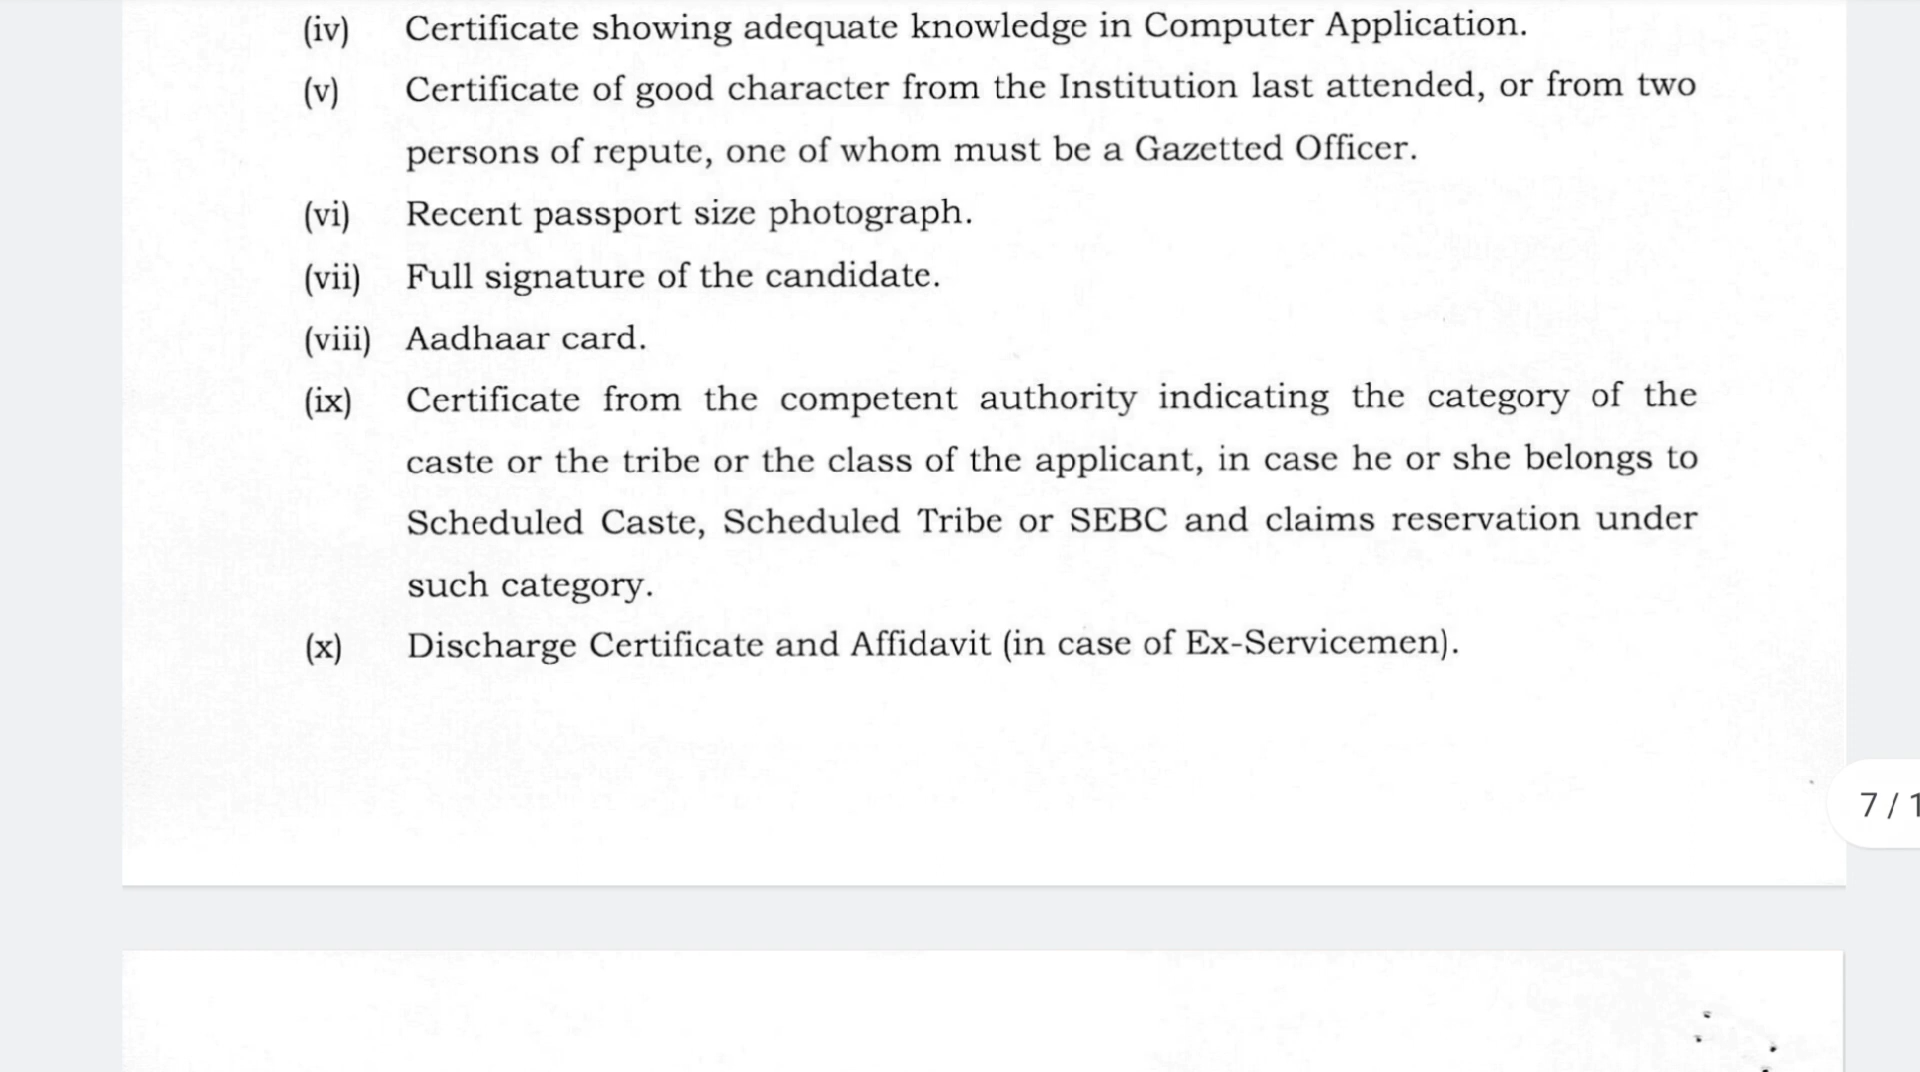 (iv) Certificate showing adequate knowledge in Computer Application.
(v) Certificate of good character from the Institution last attended, or from two
persons of repute, one of whom must be a Gazetted Officer.
(vi) Recent passport size photograph.
(vii) Full signature of the candidate.
(viii) Aadhaar card.
(ix) Certificate from the competent authority indicating the category of the
caste or the tribe or the class of the applicant, in case he or she belongs to
Scheduled Caste, Scheduled Tribe or SEBC and claims reservation under
such category.
(x) Discharge Certificate and Affidavit (in case of Ex-Servicemen).
7 / 1